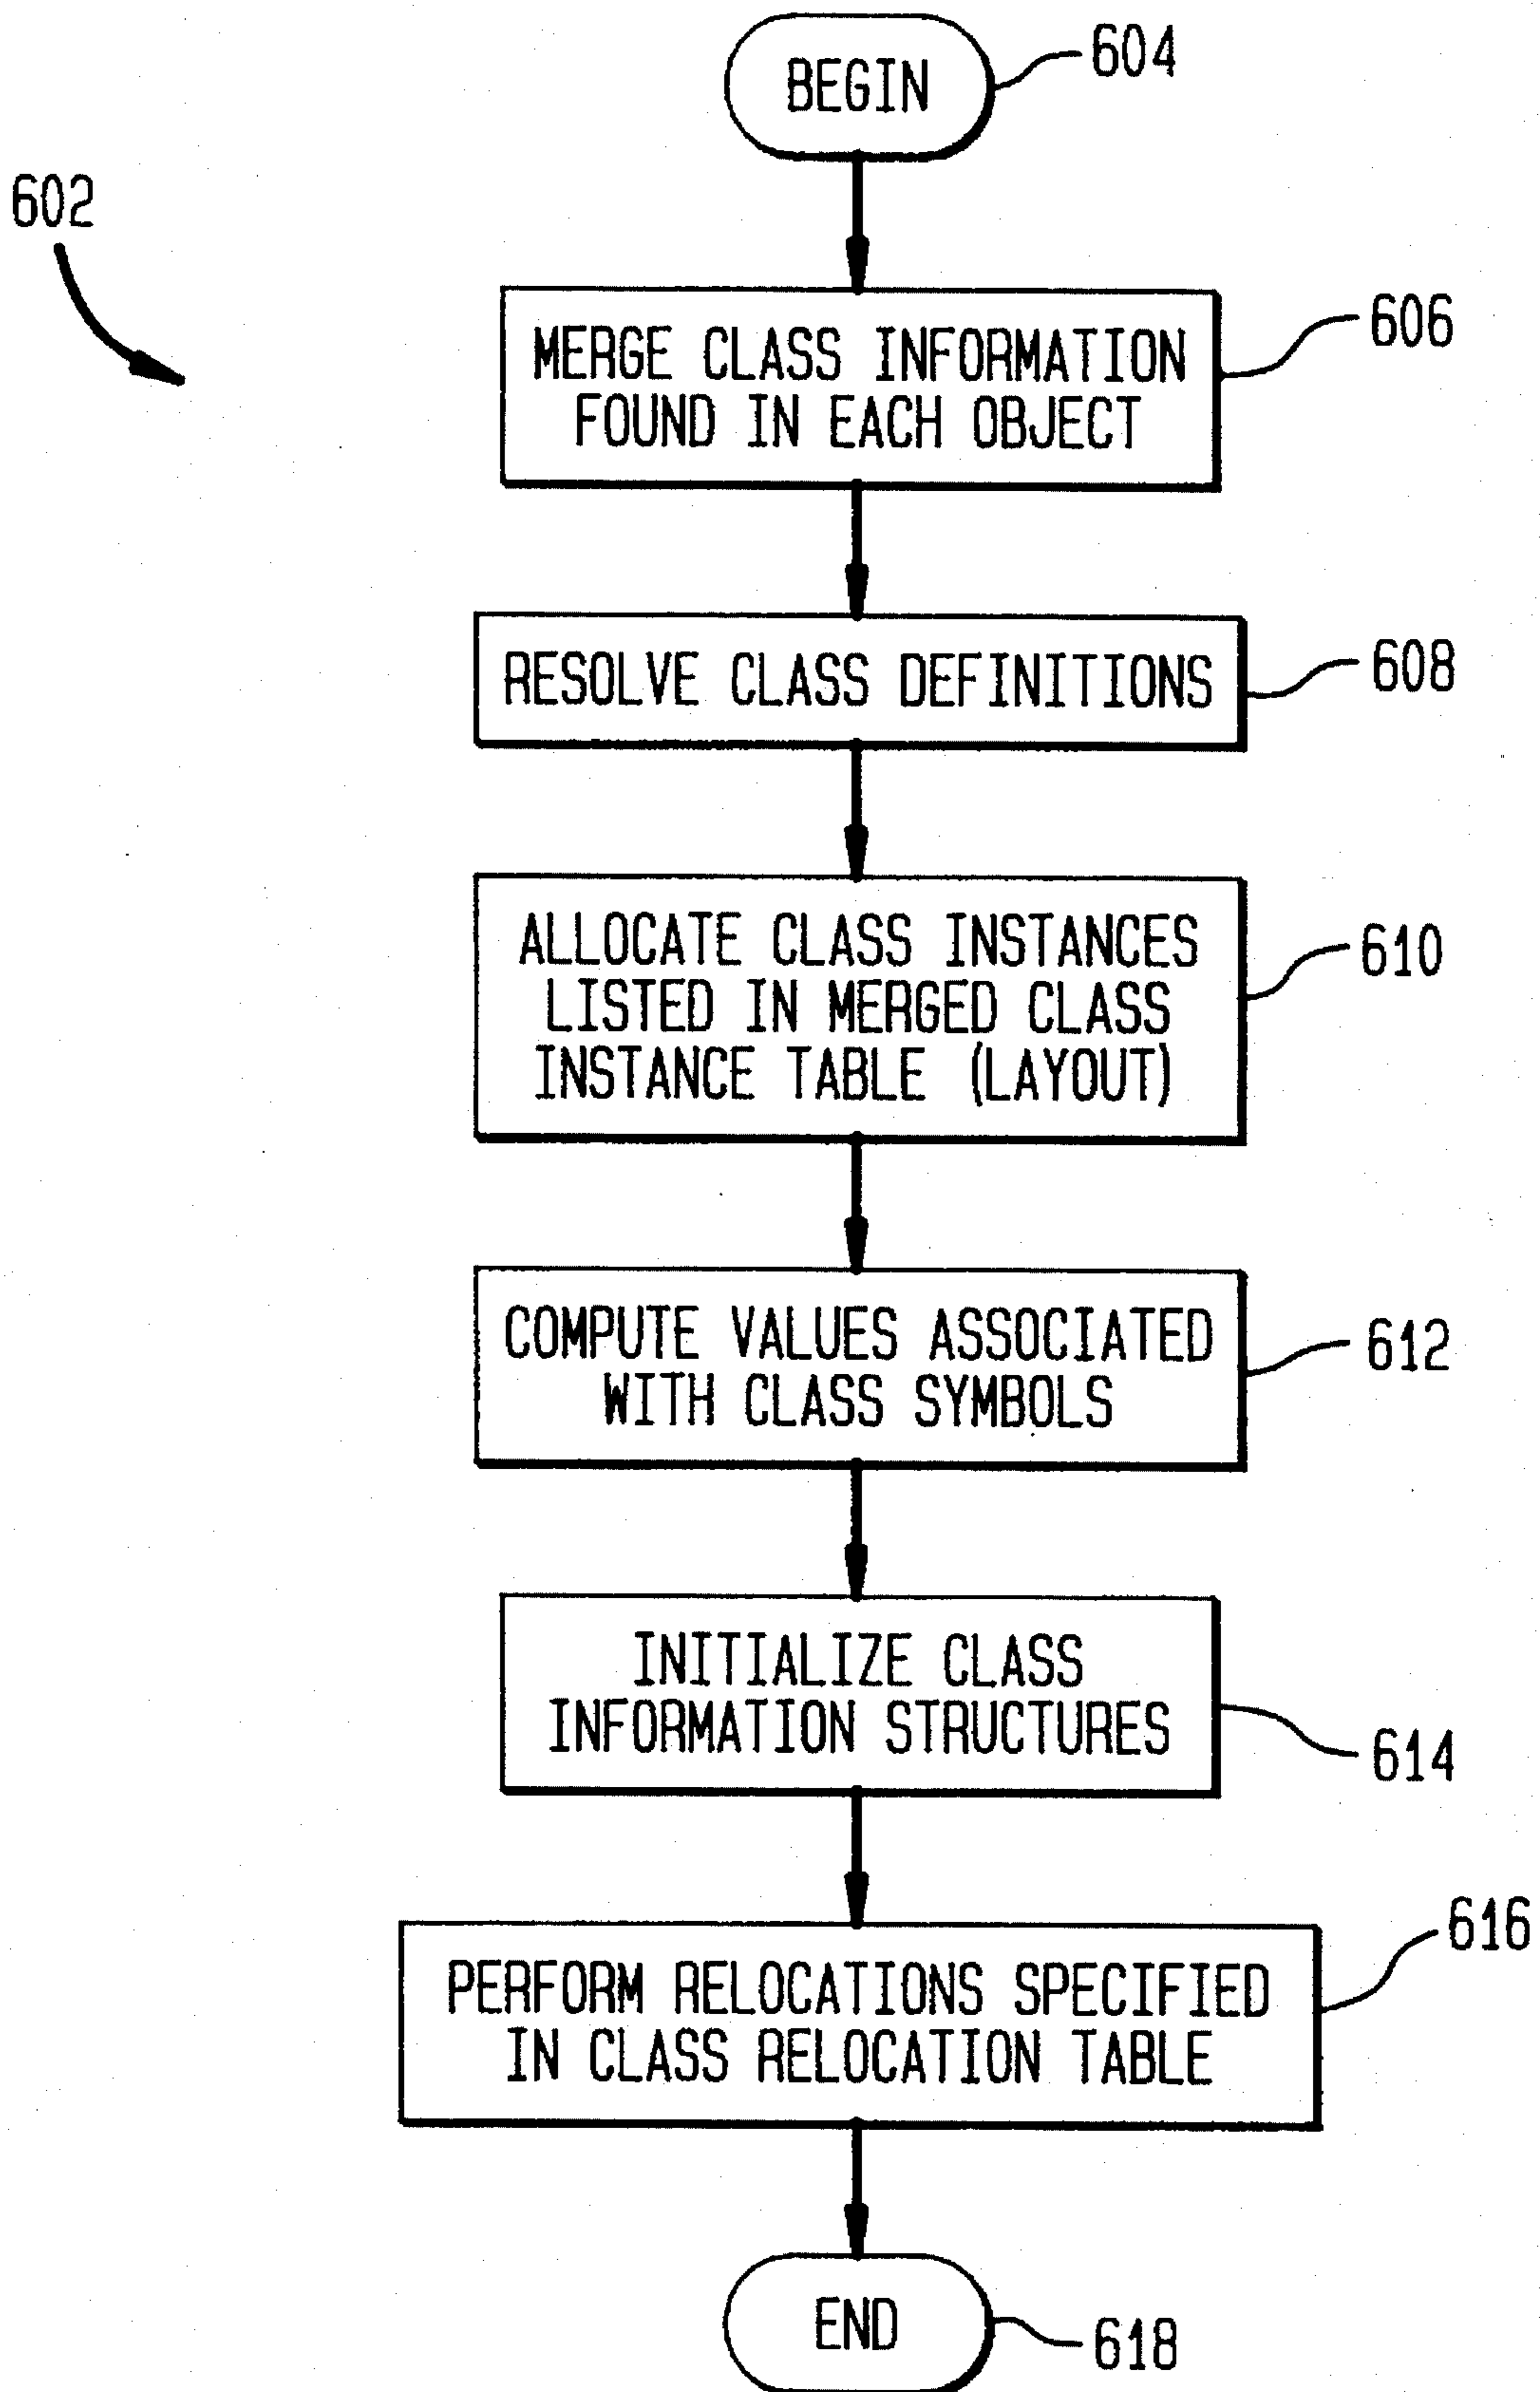 BEGIN
604
602
MERGE CLASS INFORMATION
FOUND IN EACH OBJECT
606
RESOLVE CLASS DEFINITIONS
608
ALLOCATE CLASS INSTANCES
LISTED IN MERGED CLASS
INSTANCE TABLE (LAYOUT)
610
COMPUTE VALUES ASSOCIATED
WITH CLASS SYMBOLS
612
INITIALIZE CLASS
INFORMATION STRUCTURES
614
PERFORM RELOCATIONS SPECIFIED
IN CLASS RELOCATION TABLE
616
END
618